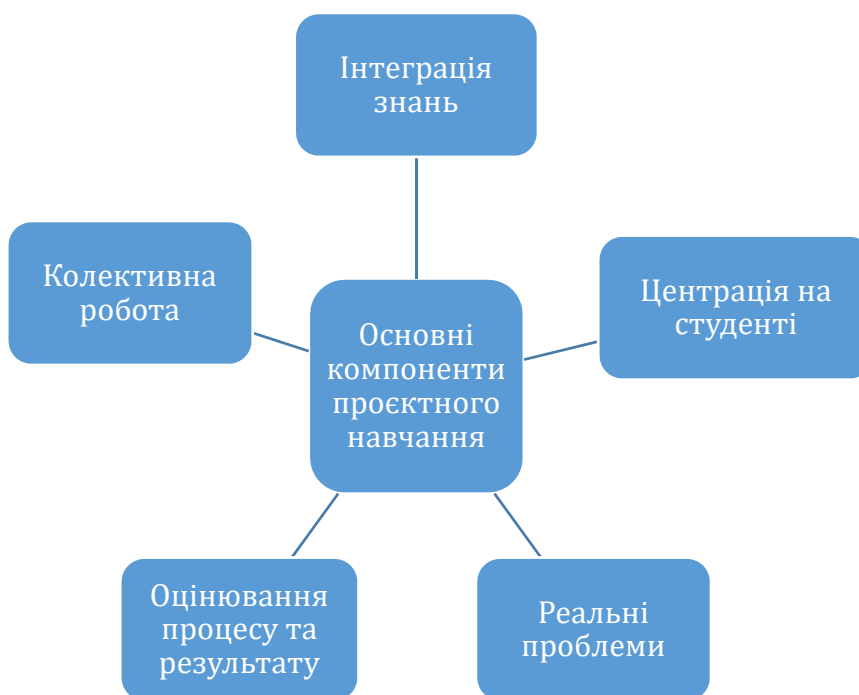 Інтеграція
знань
Колективна
робота
Центрація на
студенті
Основні
компоненти
проєктного
навчання
Оцінювання
процесу та
результату
Реальні
проблеми